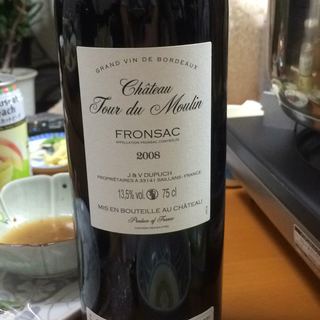 GRAND VIN DE BORDEAUX
Château
Tour du Moulin
FRONSAC
APPELLATION FRONSAC CONTRÔLÉE
2008
J & V DUPUCH
PROPRIÉTAIRES A 33141 SAILLANS-FRANCE
13,5% vol. 75 cl
MIS EN BOUTEILLE AU CHÂTEAU
Produce of France